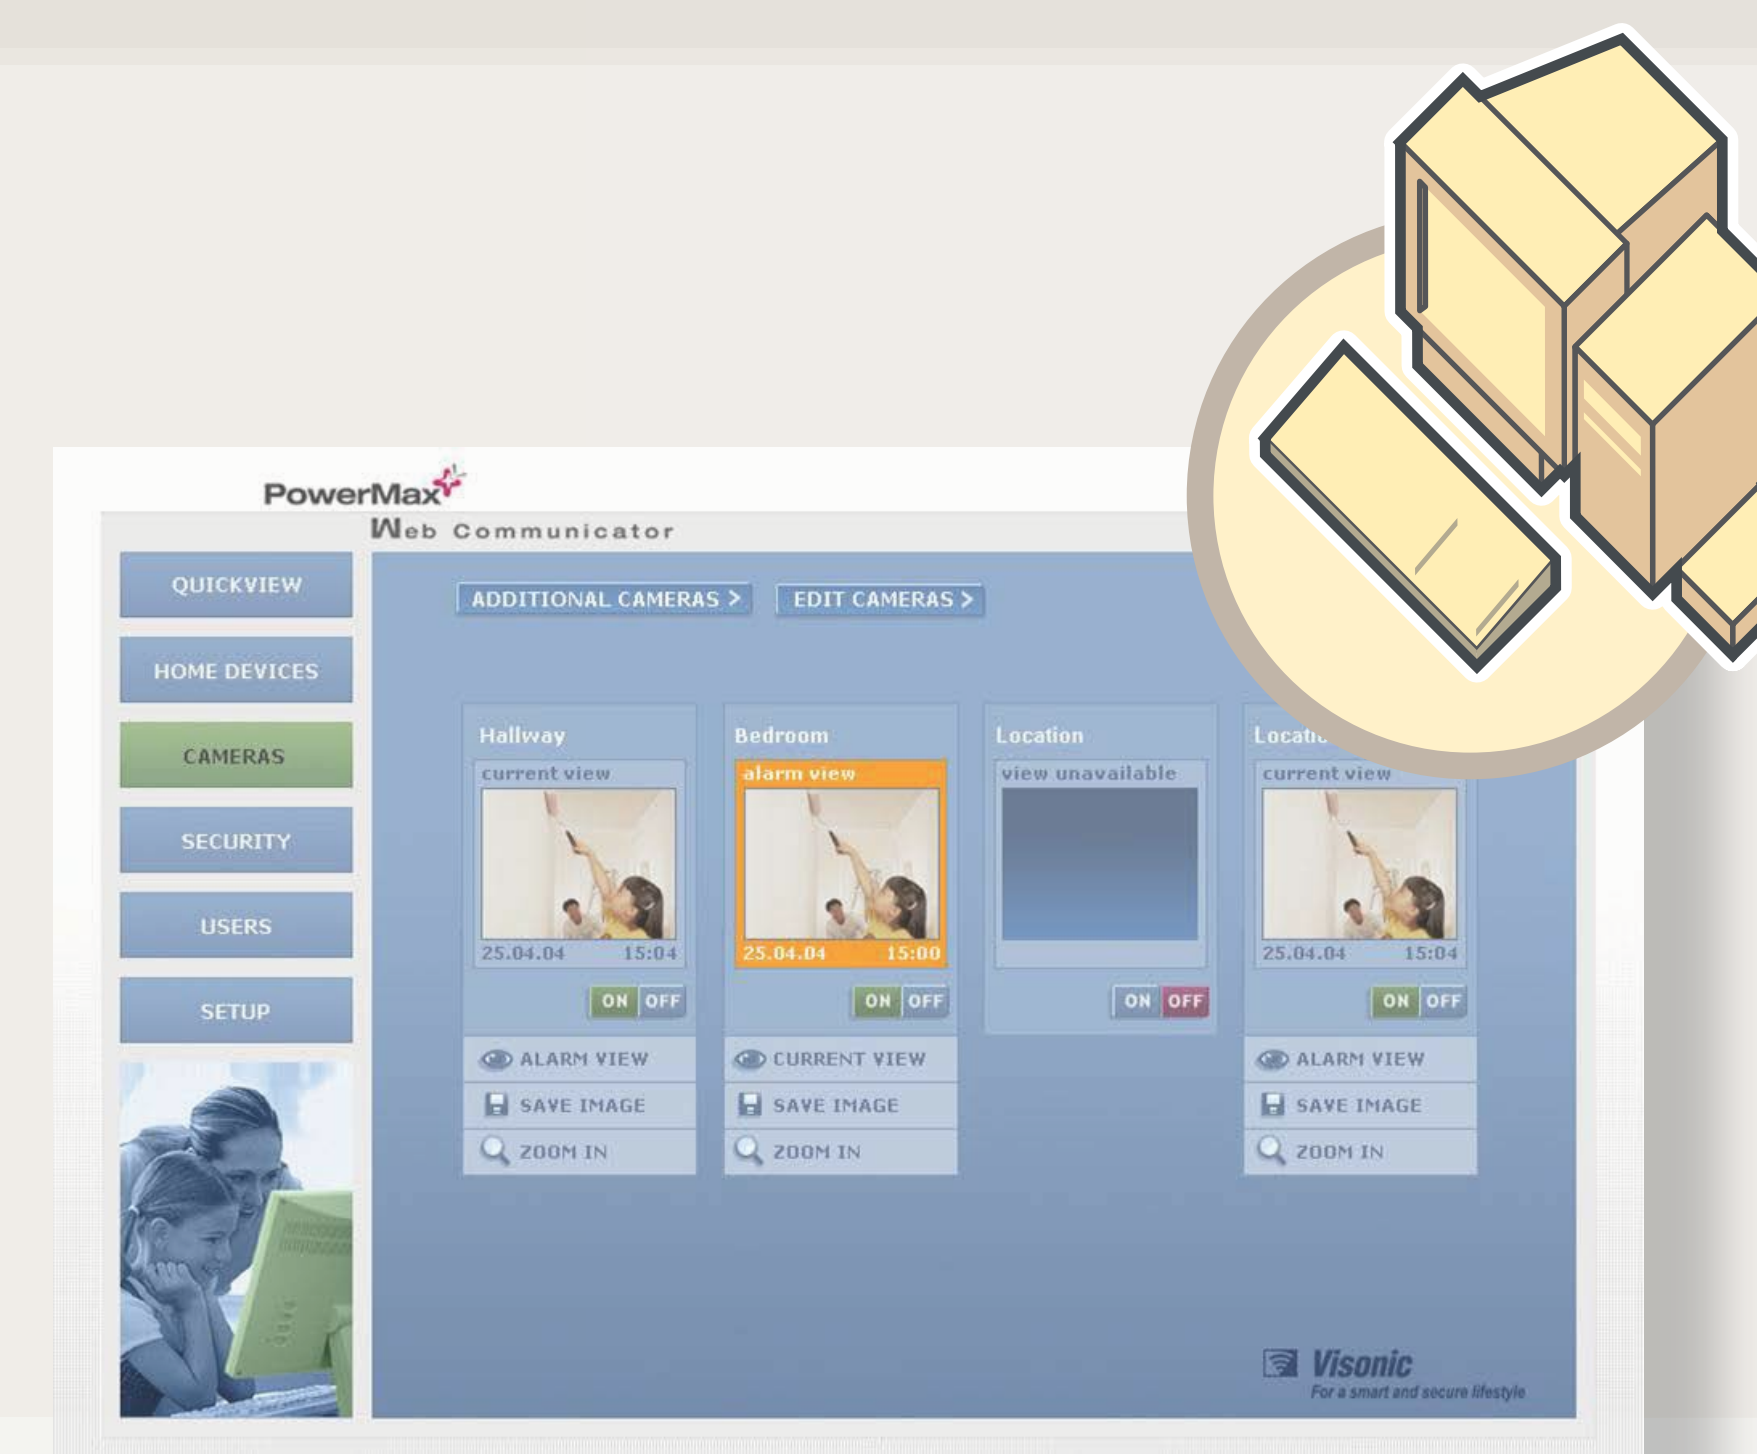 PowerMax
Web Communicator
QUICKVIEW
HOME DEVICES
CAMERAS
SECURITY
USERS
SETUP
ADDITIONAL CAMERAS >
EDIT CAMERAS >
Hallway
current view
25.04.04 15:04
ON OFF
ALARM VIEW
SAVE IMAGE
ZOOM IN
Bedroom
alarm view
25.04.04 15:00
ON OFF
CURRENT VIEW
SAVE IMAGE
ZOOM IN
Location
view unavailable
ON OFF
current view
25.04.04 15:04
ON OFF
ALARM VIEW
SAVE IMAGE
ZOOM IN
Visonic
For a smart and secure lifestyle